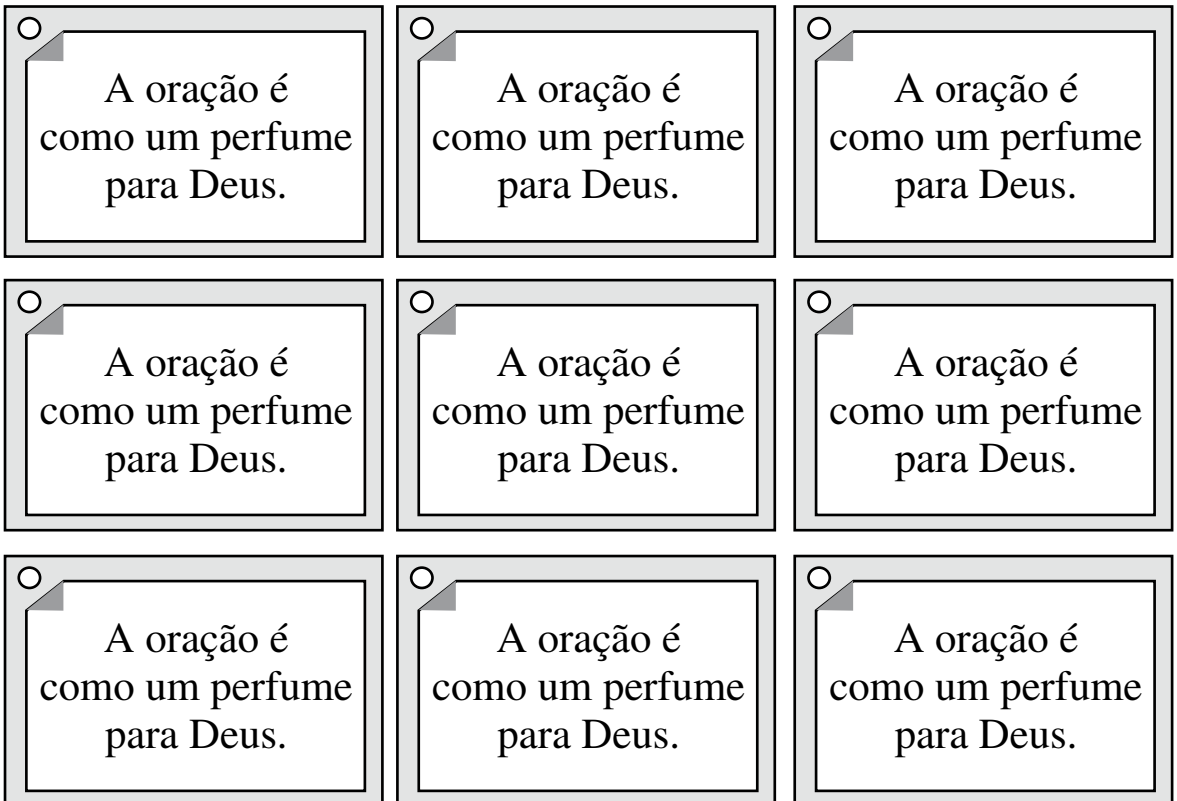 A oração é
como um perfume
para Deus.
A oração é
como um perfume
para Deus.
A oração é
como um perfume
para Deus.
A oração é
como um perfume
para Deus.
A oração é
como um perfume
para Deus.
A oração é
como um perfume
para Deus.
A oração é
como um perfume
para Deus.
A oração é
como um perfume
para Deus.
A oração é
como um perfume
para Deus.